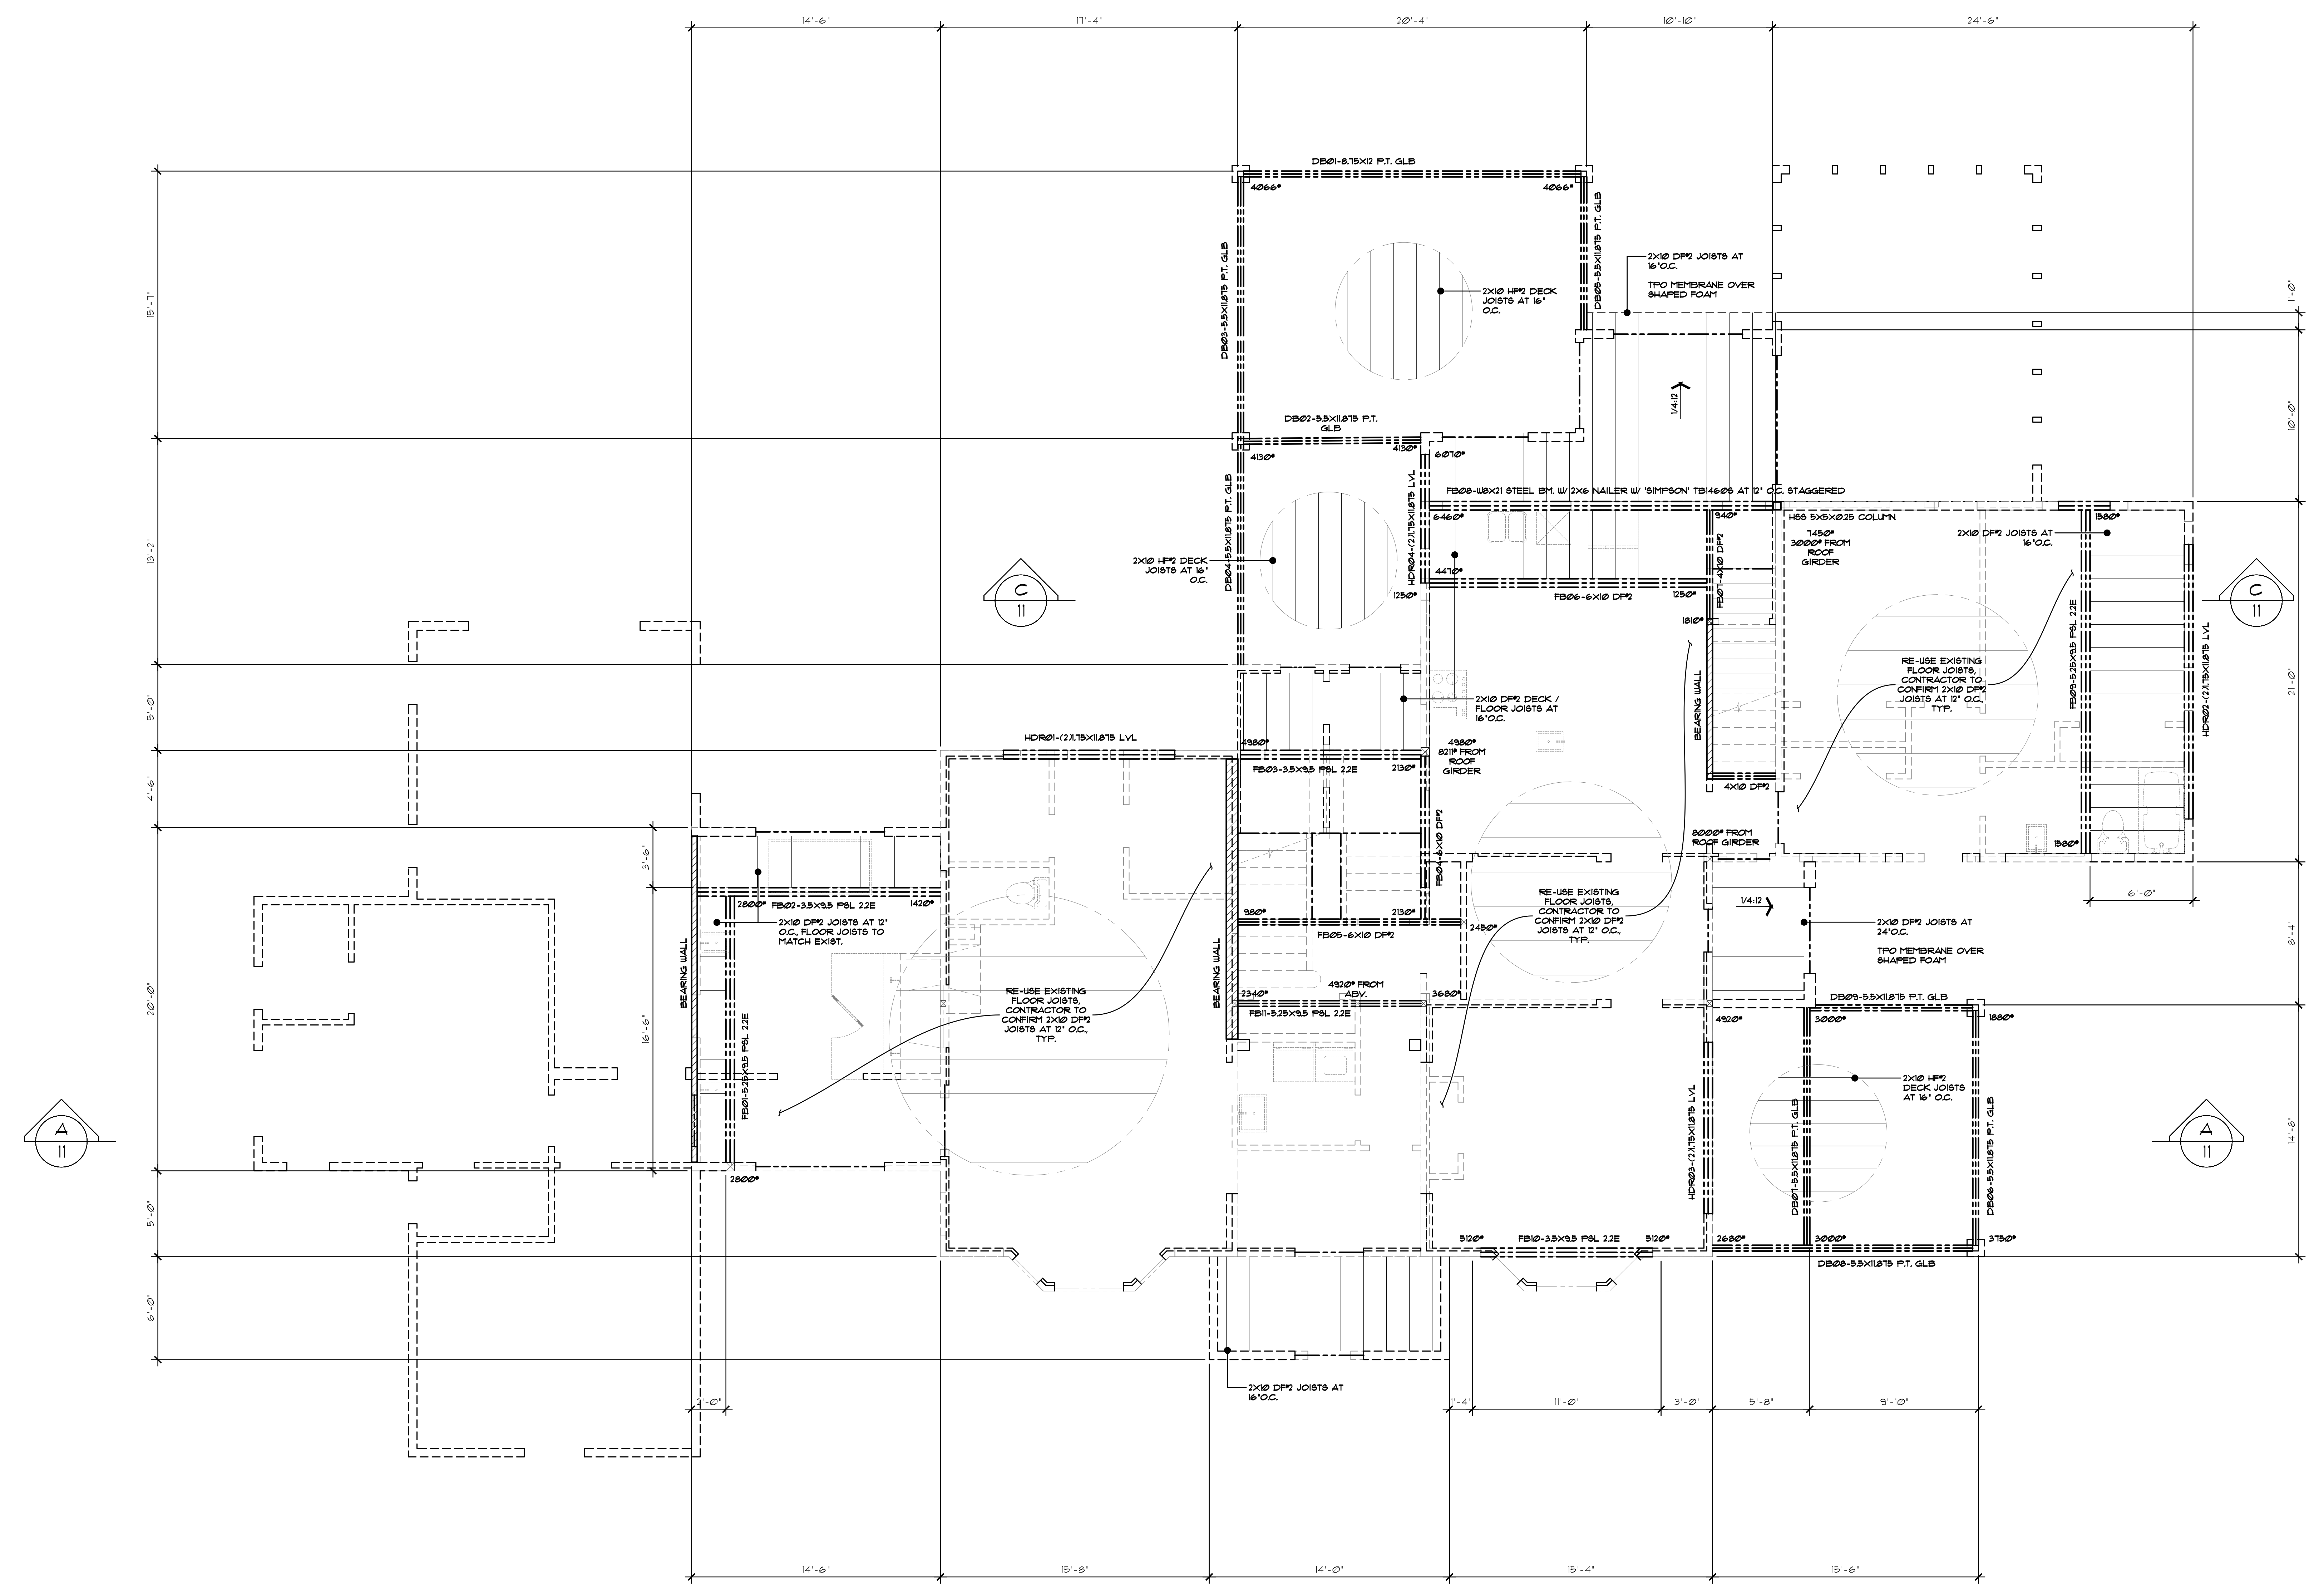 14'-6"
17'-4"
20'-4"
10'-10"
24'-6"
DB01-8.75X12 P.T. GLB
4066#
4066#
DB03-5.5X11.875 P.T. GLB
DB05-5.5X11.875 P.T. GLB
15'-7"
2X10 DF#2 JOISTS AT
16"O.C.
TPO MEMBRANE OVER
SHAPED FOAM
2X10 HF#2 DECK
JOISTS AT 16"
O.C.
1'-0"
10'-0"
1/4:12
DB02-5.5X11.875 P.T.
GLB
4130#
4130#
6070#
DB04-5.5X11.875 P.T. GLB
HDR04-(2)1.75X11.875 LVL
FB08-W8X21 STEEL BM. W/ 2X6 NAILER W/ 'SIMPSON' TB1460S AT 12" O.C. STAGGERED
6460#
940#
HSS 5X5X0.25 COLUMN
7450#
3000# FROM
ROOF
GIRDER
1580#
2X10 DF#2 JOISTS AT
16"O.C.
13'-2"
2X10 HF#2 DECK
JOISTS AT 16"
O.C.
4470#
1250#
FB06-6X10 DF#2
1250#
FB07-4X10 DF#2
1810#
C
11
C
11
FB09-5.25X9.5 PSL 2.2E
HDR02-(2)1.75X11.875 LVL
21'-0"
BEARING WALL
RE-USE EXISTING
FLOOR JOISTS,
CONTRACTOR TO
CONFIRM 2X10 DF#2
JOISTS AT 12" O.C.,
TYP.
5'-0"
2X10 DF#2 DECK /
FLOOR JOISTS AT
16"O.C.
HDR01-(2)1.75X11.875 LVL
4980#
4980#
8211# FROM
ROOF
GIRDER
FB03-3.5X9.5 PSL 2.2E
2130#
4'-6"
4X10 DF#2
8000# FROM
ROOF GIRDER
1580#
FB04-6X10 DF#2
3'-6"
6'-0"
2800#
FB02-3.5X9.5 PSL 2.2E
1420#
2X10 DF#2 JOISTS AT 12"
O.C., FLOOR JOISTS TO
MATCH EXIST.
980#
2130#
FB05-6X10 DF#2
2450#
RE-USE EXISTING
FLOOR JOISTS,
CONTRACTOR TO
CONFIRM 2X10 DF#2
JOISTS AT 12" O.C.,
TYP.
1/4:12
2X10 DF#2 JOISTS AT
24"O.C.
TPO MEMBRANE OVER
SHAPED FOAM
8'-4"
BEARING WALL
BEARING WALL
20'-0"
16'-6"
FB01-5.25X9.5 PSL 2.2E
RE-USE EXISTING
FLOOR JOISTS,
CONTRACTOR TO
CONFIRM 2X10 DF#2
JOISTS AT 12" O.C.,
TYP.
4920# FROM
ABV.
2340#
3680#
FB11-5.25X9.5 PSL 2.2E
DB09-5.5X11.875 P.T. GLB
4920#
3000#
1880#
2X10 HF#2
DECK JOISTS
AT 16" O.C.
HDR03-(2)1.75X11.875 LVL
DB07-5.5X11.875 P.T. GLB
DB06-5.5X11.875 P.T. GLB
14'-8"
A
11
A
11
2800#
5'-0"
5120#
FB10-3.5X9.5 PSL 2.2E
5120#
2680#
3000#
3750#
DB08-5.5X11.875 P.T. GLB
6'-0"
2X10 DF#2 JOISTS AT
16"O.C.
2'-0"
1'-4"
11'-0"
3'-0"
5'-8"
9'-10"
14'-6"
15'-8"
14'-0"
15'-4"
15'-6"